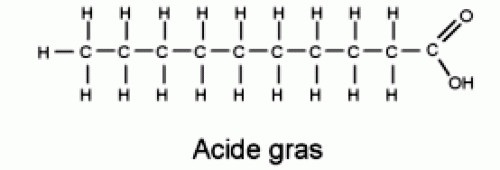 H H H H H H H H H O
H — C — C — C — C — C — C — C — C — C — C
OH
H H H H H H H H H
Acide gras